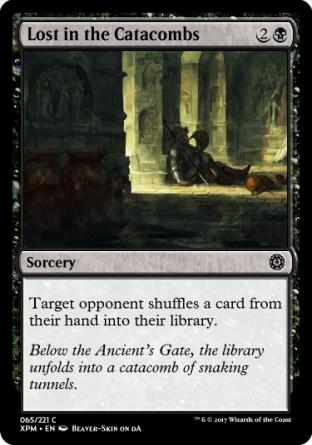 Lost in the Catacombs 2
Sorcery
Target opponent shuffles a card from
their hand into their library.
Below the Ancient's Gate, the library
unfolds into a catacomb of snaking
tunnels.
065/221 C
XPM • EN Beaver-Skin on dA
™ & © 2017 Wizards of the Coast